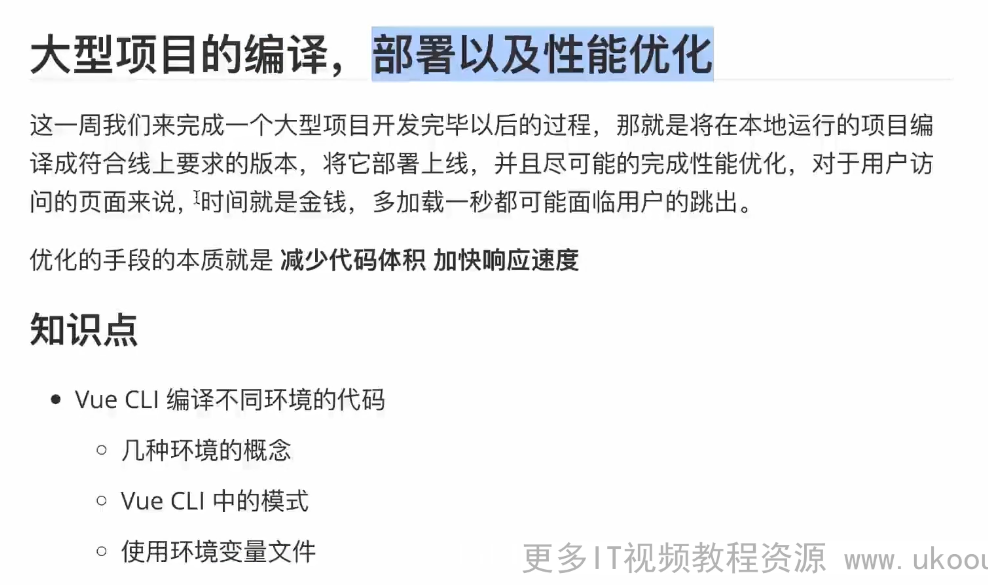 大型项目的编译，部署以及性能优化
这一周我们来完成一个大型项目开发完毕以后的过程，那就是将在本地运行的项目编
译成符合线上要求的版本，将它部署上线，并且尽可能的完成性能优化，对于用户访
问的页面来说，时间就是金钱，多加载一秒都可能面临用户的跳出。
优化的手段的本质就是 减少代码体积 加快响应速度
知识点
Vue CLI 编译不同环境的代码
几种环境的概念
Vue CLI 中的模式
使用环境变量文件
更多IT视频教程资源 www.ukoou